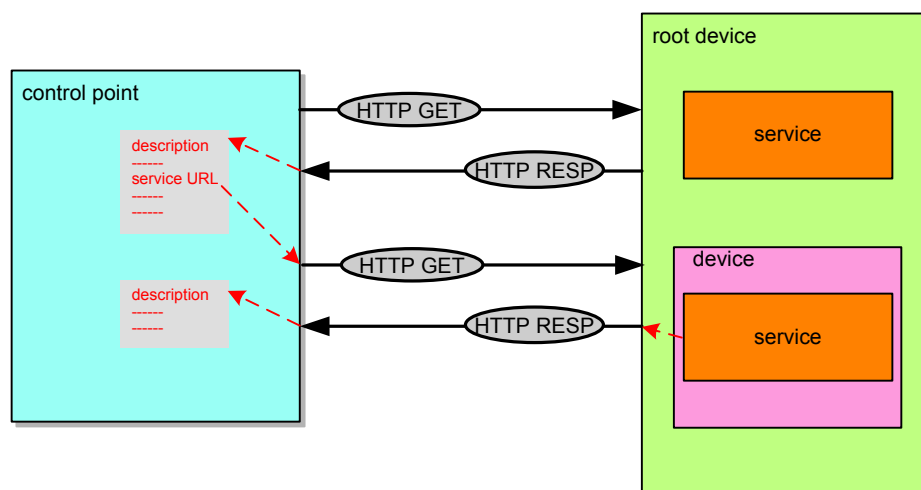 root device
control point
HTTP GET
service
description
------
service URL
------
------
HTTP RESP
HTTP GET
device
description
------
------
HTTP RESP
service